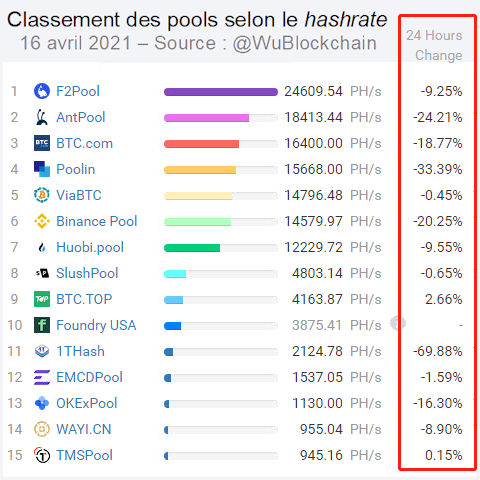 Classement des pools selon le hashrate
16 avril 2021 – Source : @WuBlockchain
24 Hours
Change
1 F2Pool 24609.54 PH/s -9.25%
2 AntPool 18413.44 PH/s -24.21%
3 BTC BTC.com 16400.00 PH/s -18.77%
4 Poolin 15668.00 PH/s -33.39%
5 ViaBTC 14796.48 PH/s -0.45%
6 Binance Pool 14579.97 PH/s -20.25%
7 Huobi.pool 12229.72 PH/s -9.55%
8 SlushPool 4803.14 PH/s -0.65%
9 TOP BTC.TOP 4163.87 PH/s 2.66%
10 Foundry USA 3875.41 PH/s -
11 1THash 2124.78 PH/s -69.88%
12 EMCDPool 1537.05 PH/s -1.59%
13 OKExPool 1130.00 PH/s -16.30%
14 WAYI.CN 955.04 PH/s -8.90%
15 TMSPool 945.16 PH/s 0.15%